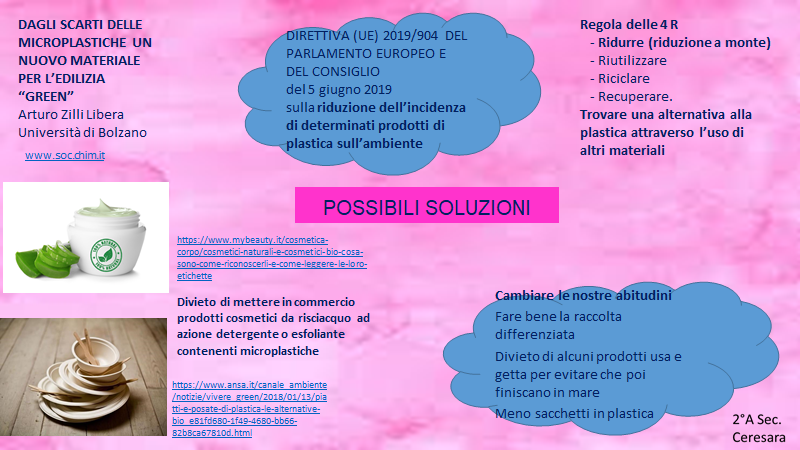 DAGLI SCARTI DELLE
MICROPLASTICHE UN
NUOVO MATERIALE
PER L'EDILIZIA
“GREEN”
Arturo Zilli Libera
Università di Bolzano
www.soc.chim.it
DIRETTIVA (UE) 2019/904 DEL
PARLAMENTO EUROPEO E
DEL CONSIGLIO
del 5 giugno 2019
sulla riduzione dell'incidenza
di determinati prodotti di
plastica sull'ambiente
Regola delle 4 R
- Ridurre (riduzione a monte)
- Riutilizzare
- Riciclare
- Recuperare.
Trovare una alternativa alla
plastica attraverso l'uso di
altri materiali
POSSIBILI SOLUZIONI
100% NATURAL
100% NATURAL
https://www.mybeauty.it/cosmetica-
corpo/cosmetici-naturali-e-cosmetici-bio-cosa-
sono-come-riconoscerli-e-come-leggere-le-loro-
etichette
Divieto di mettere in commercio
prodotti cosmetici da risciacquo ad
azione detergente o esfoliante
contenenti microplastiche
https://www.ansa.it/canale_ambiente
/notizie/vivere_green/2018/01/13/pia
tti-e-posate-di-plastica-le-alternative-
bio_e81fd680-1f49-4680-bb66-
82b8ca67810d.html
Cambiare le nostre abitudini
Fare bene la raccolta
differenziata
Divieto di alcuni prodotti usa e
getta per evitare che poi
finiscano in mare
Meno sacchetti in plastica
2°A Sec.
Ceresara